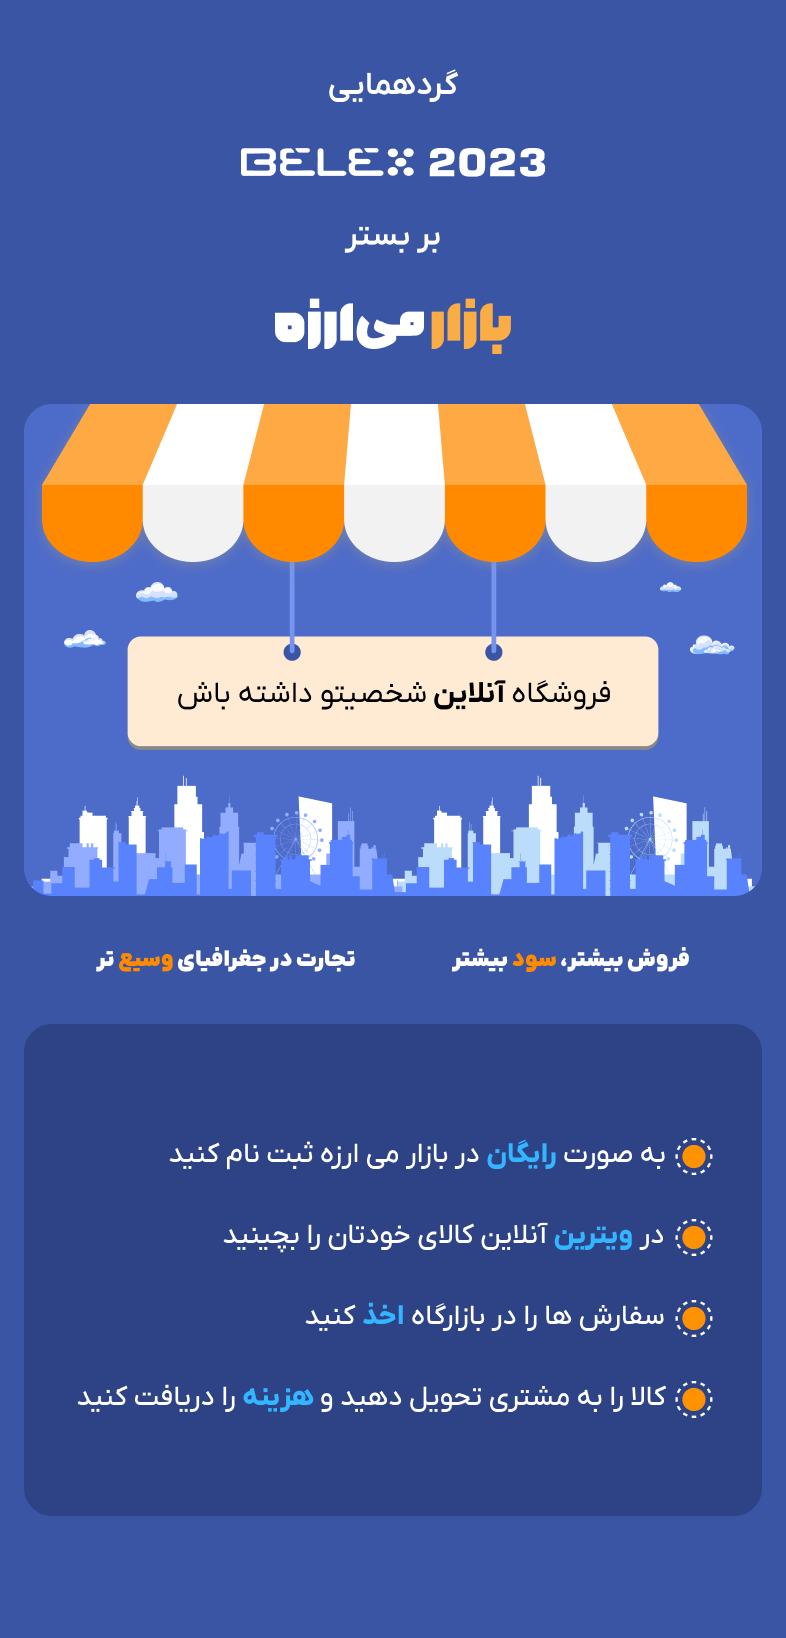 گردهمایی
BELEX 2023
بر بستر
بازار می‌ارزه
فروشگاه آنلاین شخصیتو داشته باش
فروش بیشتر، سود بیشتر
تجارت در جغرافیای وسیع تر
به صورت رایگان در بازار می ارزه ثبت نام کنید
در ویترین آنلاین کالای خودتان را بچینید
سفارش ها را در بازارگاه اخذ کنید
کالا را به مشتری تحویل دهید و هزینه را دریافت کنید